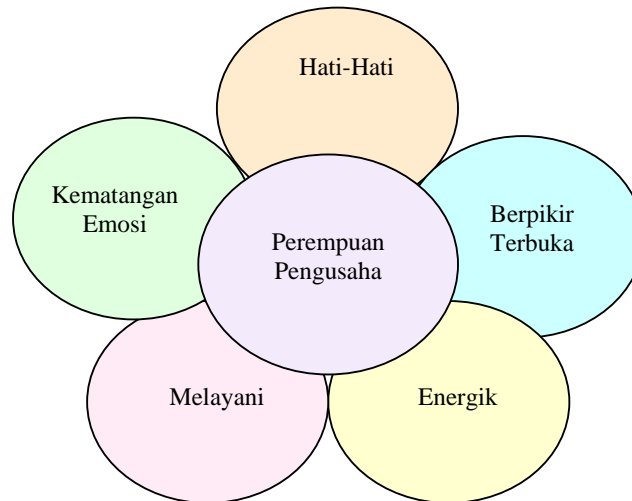 Hati-Hati
Kematangan
Emosi
Berpikir
Terbuka
Perempuan
Pengusaha
Melayani
Energik